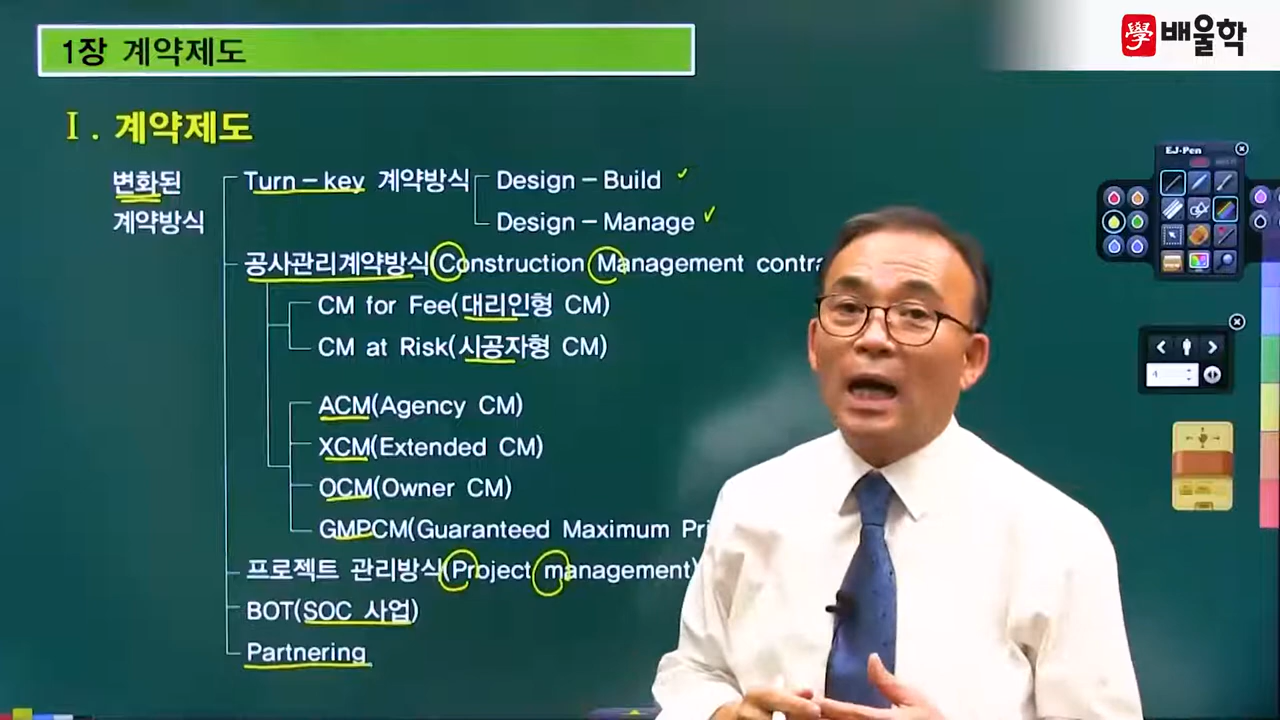 1장 계약제도
學 배울학
Ⅰ. 계약제도
변화된 계약방식
Turn-key 계약방식
Design-Build
Design-Manage
공사관리계약방식(Construction Management contra
CM for Fee(대리인형 CM)
CM at Risk(시공자형 CM)
ACM(Agency CM)
XCM(Extended CM)
OCM(Owner CM)
GMPCM(Guaranteed Maximum Pri
프로젝트 관리방식(Project management)
BOT(SOC 사업)
Partnering
EJ-Pen
4